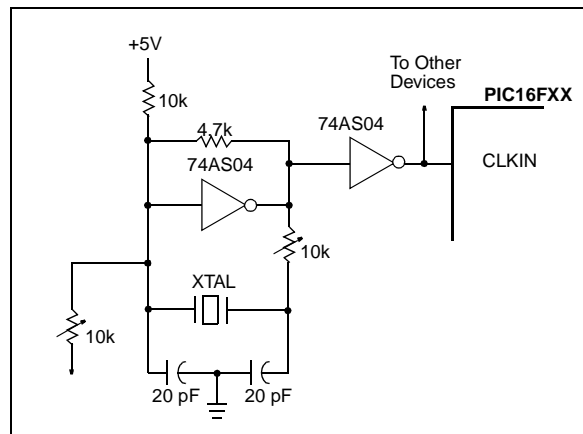 +5V
To Other
Devices
PIC16FXX
10k
4.7k
74AS04
74AS04
CLKIN
10k
XTAL
10k
20 pF
20 pF